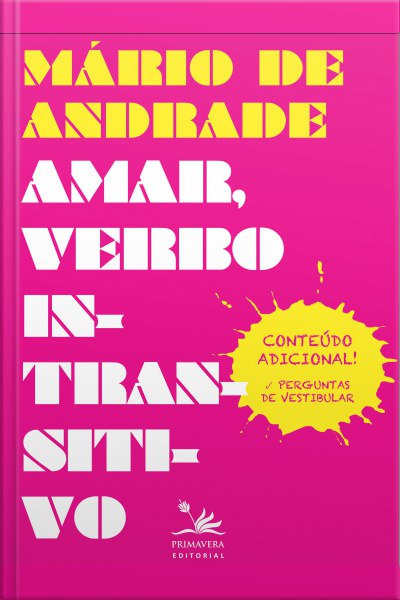 MÁRIO DE
ANDRADE
AMAR,
VERBO
IN-
TRAN-
SITI-
VO
CONTEÚDO
ADICIONAL!
✓ PERGUNTAS
DE VESTIBULAR
PRIMAVERA
EDITORIAL